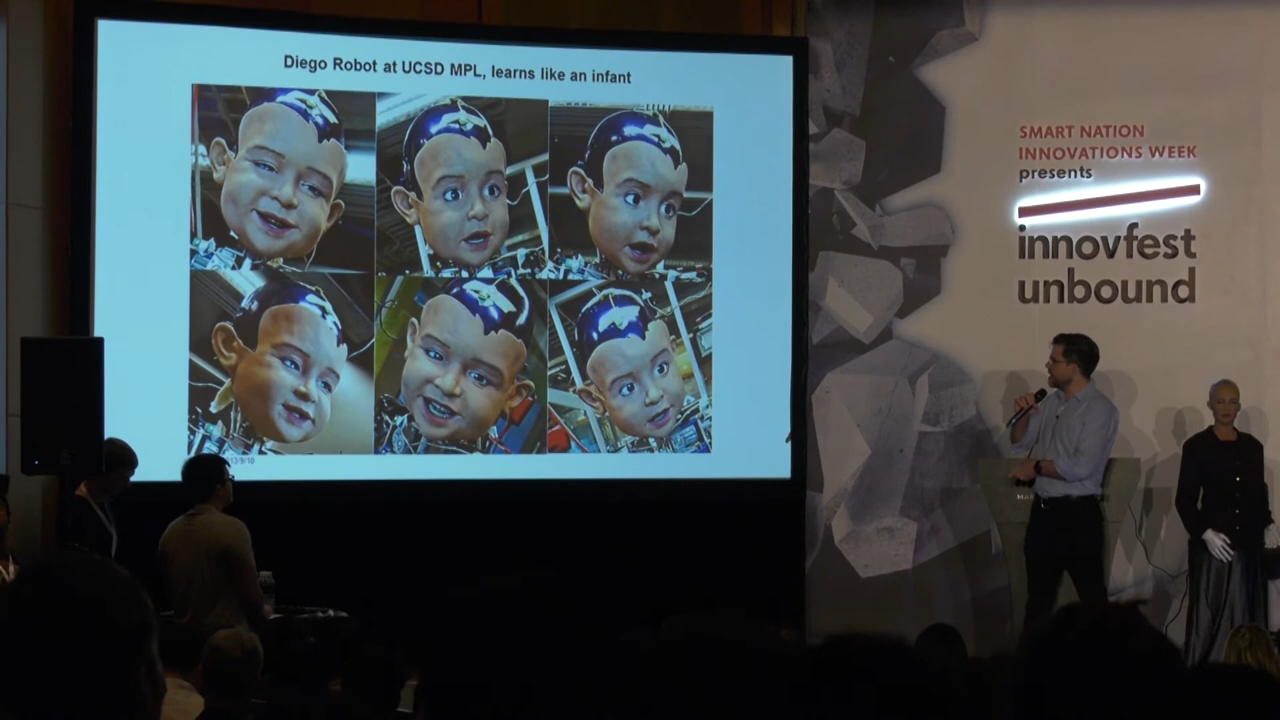 Diego Robot at UCSD MPL, learns like an infant
SMART NATION
INNOVATIONS WEEK
presents
innovfest
unbound